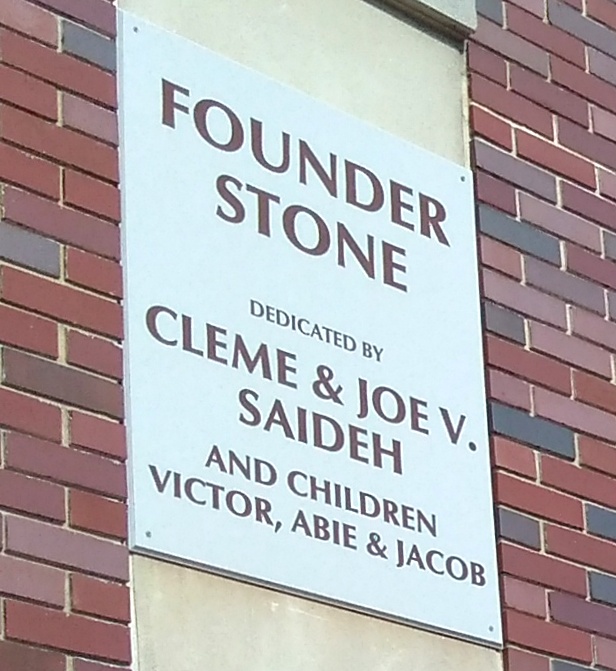 FOUNDER
STONE
DEDICATED BY
CLEME & JOE V.
SAIDEH
AND CHILDREN
VICTOR, ABIE & JACOB